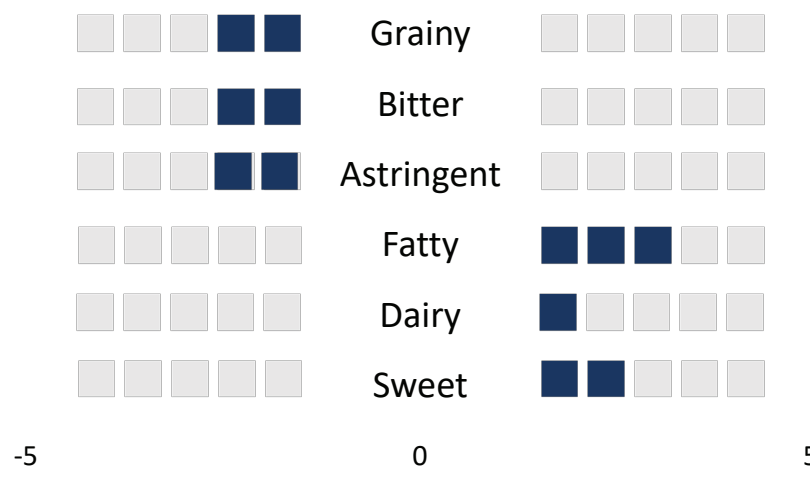 Grainy
Bitter
Astringent
Fatty
Dairy
Sweet
-5 0 5